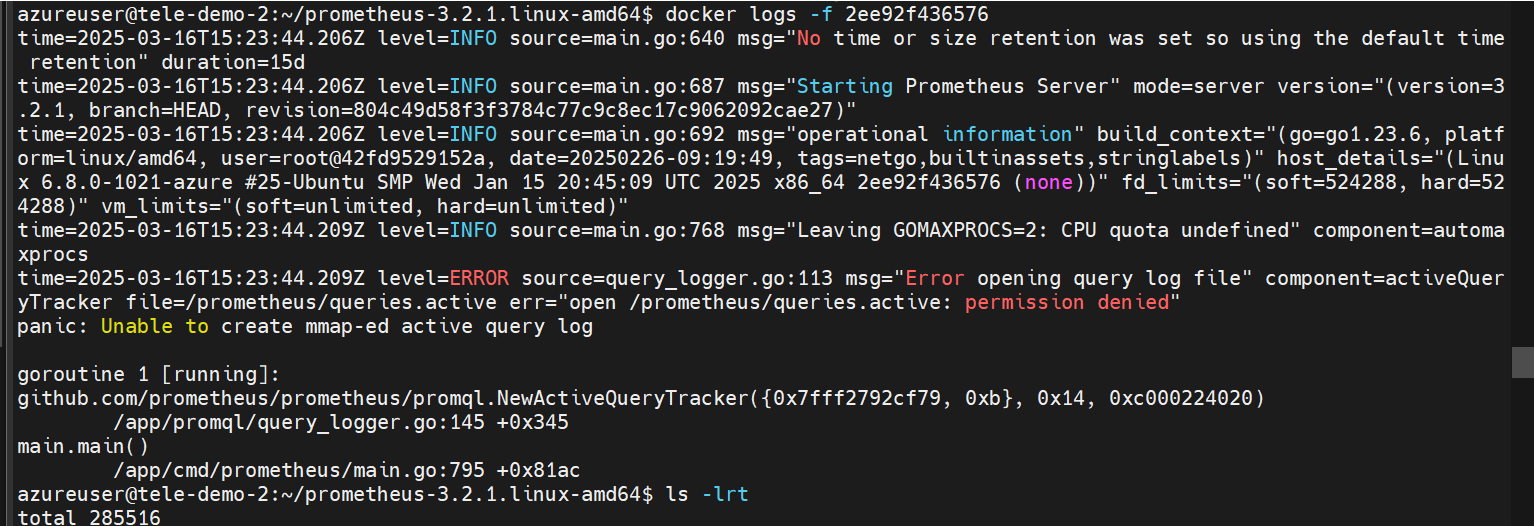 azureuser@tele-demo-2:~/prometheus-3.2.1.linux-amd64$ docker logs -f 2ee92f436576
time=2025-03-16T15:23:44.206Z level=INFO source=main.go:640 msg="No time or size retention was set so using the default time
 retention" duration=15d
time=2025-03-16T15:23:44.206Z level=INFO source=main.go:687 msg="Starting Prometheus Server" mode=server version="(version=3
.2.1, branch=HEAD, revision=804c49d58f3f3784c77c9c8ec17c9062092cae27)"
time=2025-03-16T15:23:44.206Z level=INFO source=main.go:692 msg="operational information" build_context="(go=go1.23.6, platf
orm=linux/amd64, user=root@42fd9529152a, date=20250226-09:19:49, tags=netgo,builtinassets,stringlabels)" host_details="(Linu
x 6.8.0-1021-azure #25-Ubuntu SMP Wed Jan 15 20:45:09 UTC 2025 x86_64 2ee92f436576 (none))" fd_limits="(soft=524288, hard=52
4288)" vm_limits="(soft=unlimited, hard=unlimited)"
time=2025-03-16T15:23:44.209Z level=INFO source=main.go:768 msg="Leaving GOMAXPROCS=2: CPU quota undefined" component=automa
xprocs
time=2025-03-16T15:23:44.209Z level=ERROR source=query_logger.go:113 msg="Error opening query log file" component=activeQuer
yTracker file=/prometheus/queries.active err="open /prometheus/queries.active: permission denied"
panic: Unable to create mmap-ed active query log

goroutine 1 [running]:
github.com/prometheus/prometheus/promql.NewActiveQueryTracker({0x7fff2792cf79, 0xb}, 0x14, 0xc000224020)
        /app/promql/query_logger.go:145 +0x345
main.main()
        /app/cmd/prometheus/main.go:795 +0x81ac
azureuser@tele-demo-2:~/prometheus-3.2.1.linux-amd64$ ls -lrt
total 285516